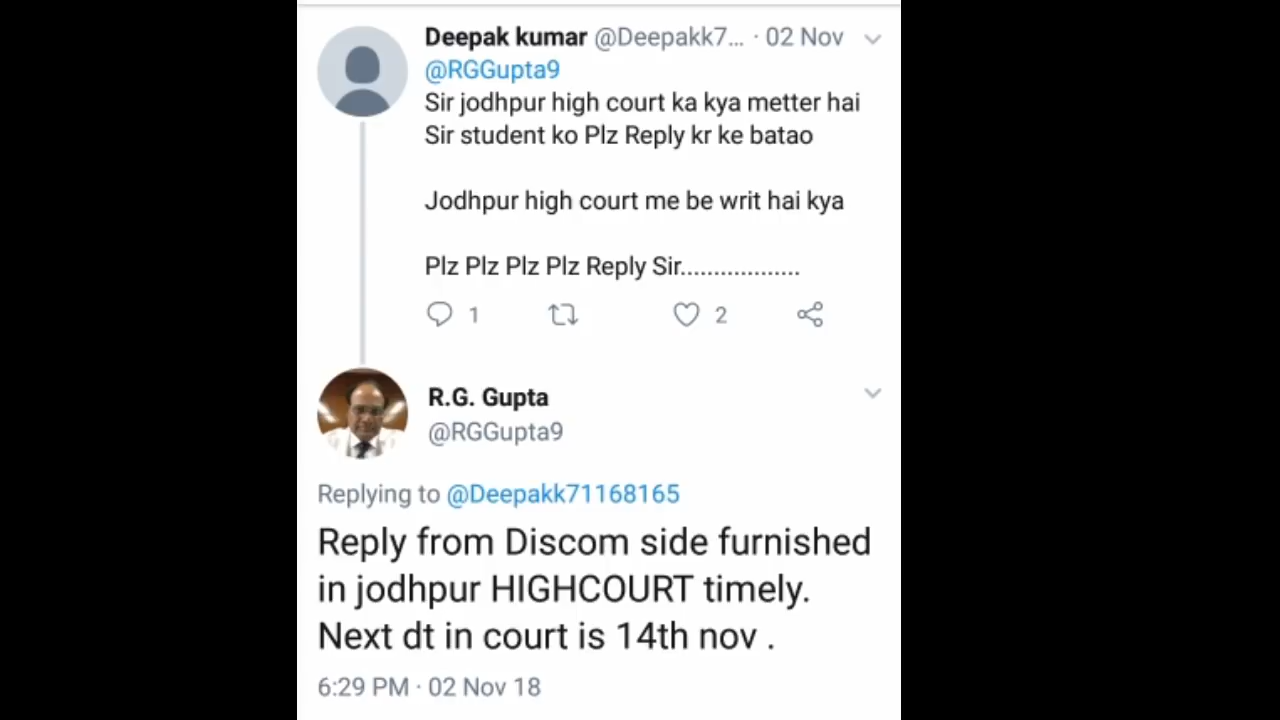 Deepak kumar @Deepakk7... · 02 Nov
@RGGupta9
Sir jodhpur high court ka kya metter hai
Sir student ko Plz Reply kr ke batao
Jodhpur high court me be writ hai kya
Plz Plz Plz Plz Reply Sir..................
1 2
R.G. Gupta
@RGGupta9
Replying to @Deepakk71168165
Reply from Discom side furnished
in jodhpur HIGHCOURT timely.
Next dt in court is 14th nov .
6:29 PM · 02 Nov 18